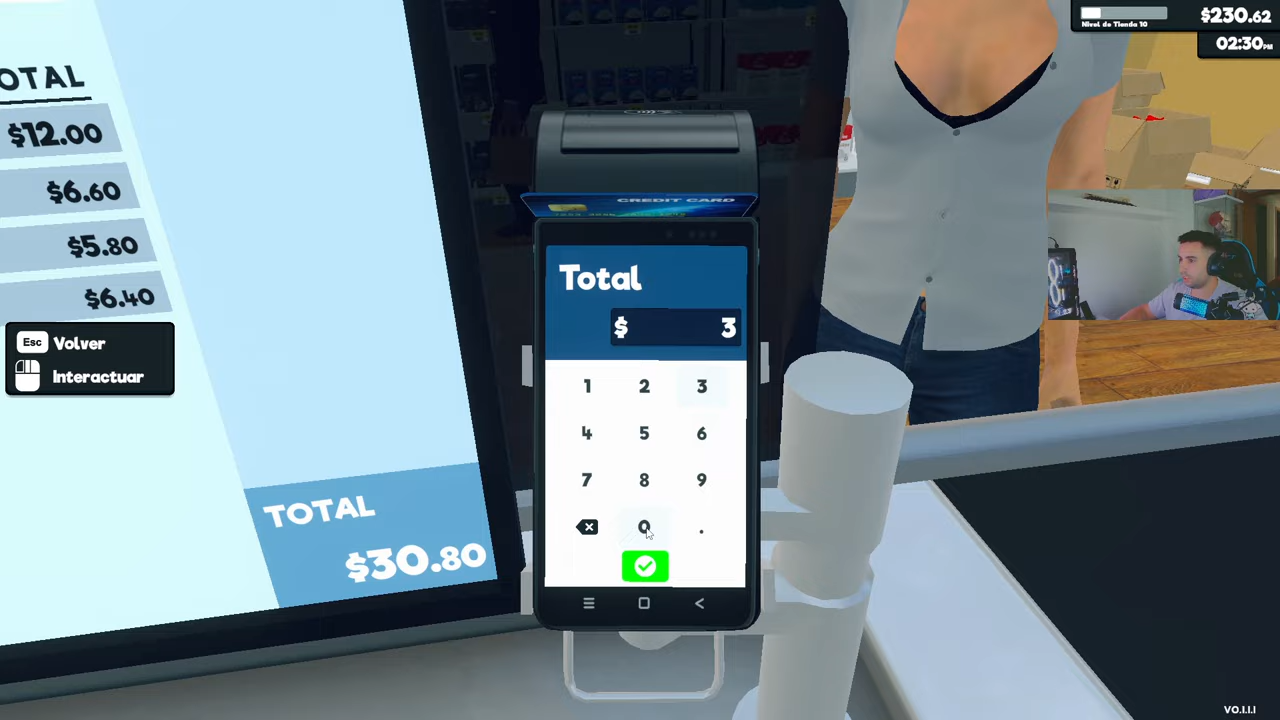 OTAL
$12.00
$6.60
$5.80
$6.40
Esc Volver
Interactuar
TOTAL
$30.80
CREDIT CARD
Total
$ 3
1 2 3
4 5 6
7 8 9
0 .
Nivel de Tienda 10
$230.62
02:30PM
V0.1.1.1